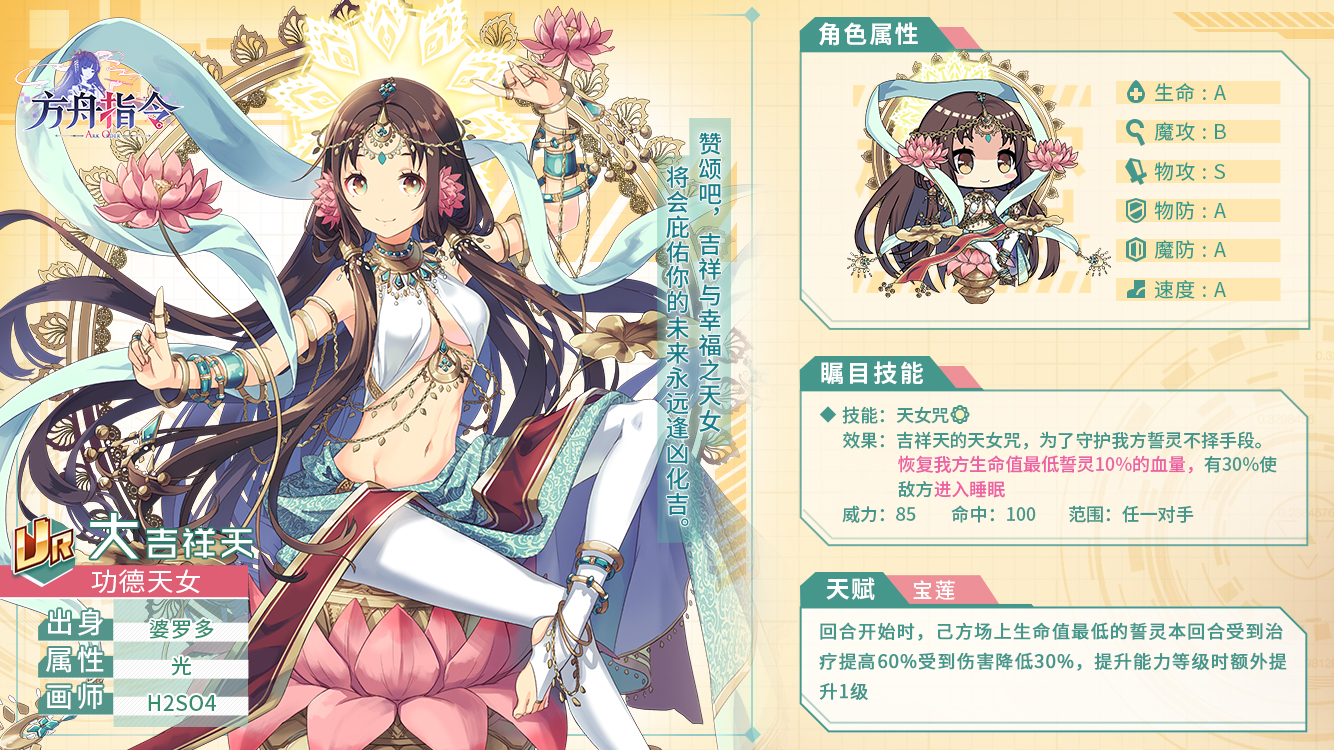 方舟指令
ARK ORDER
赞颂吧，吉祥与幸福之天女
将会庇佑你的未来永远逢凶化吉。
UR
大吉祥天
功德天女
出身
婆罗多
属性
光
画师
H2SO4
角色属性
生命：A
魔攻：B
物攻：S
物防：A
魔防：A
速度：A
瞩目技能
技能：天女咒
效果：吉祥天的天女咒，为了守护我方誓灵不择手段。
恢复我方生命值最低誓灵10%的血量，有30%使
敌方进入睡眠
威力：85 命中：100 范围：任一对手
天赋
宝莲
回合开始时，己方场上生命值最低的誓灵本回合受到治
疗提高60%受到伤害降低30%，提升能力等级时额外提
升1级